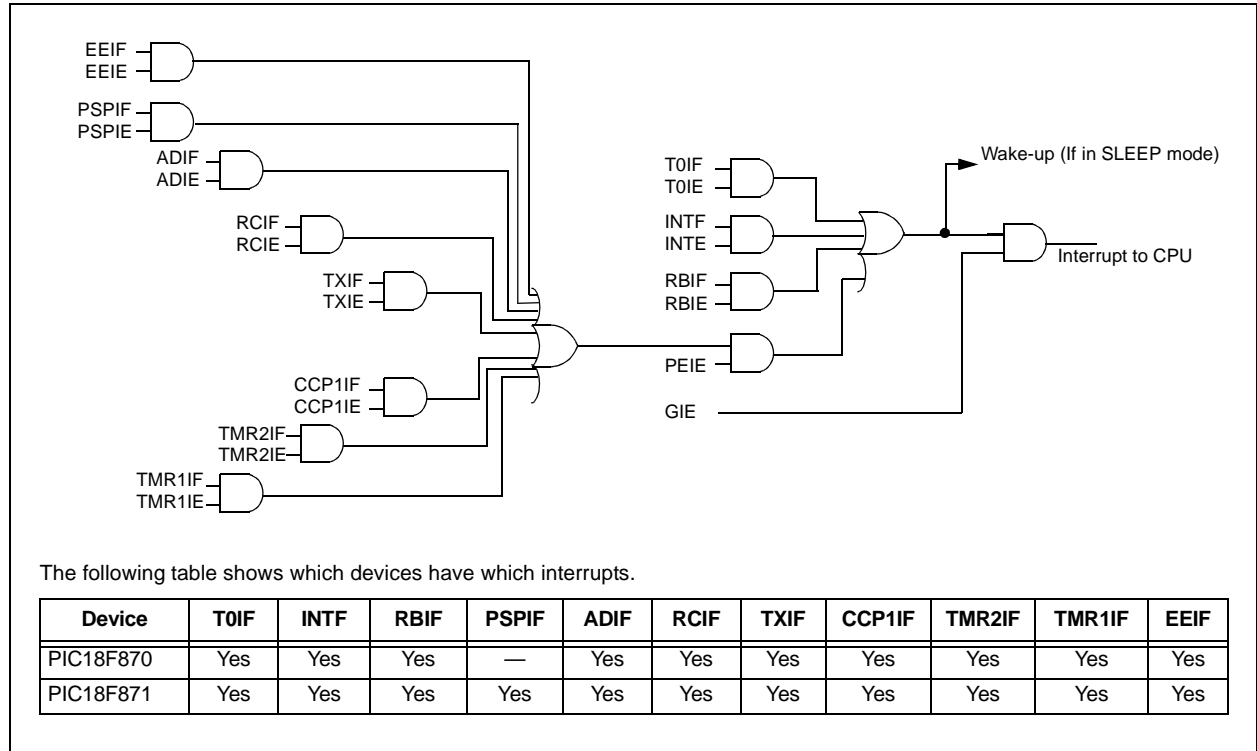 EEIF
EEIE
PSPIF
PSPIE
ADIF
ADIE
RCIF
RCIE
TXIF
TXIE
CCP1IF
CCP1IE
TMR2IF
TMR2IE
TMR1IF
TMR1IE
T0IF
T0IE
INTF
INTE
RBIF
RBIE
PEIE
GIE
Wake-up (If in SLEEP mode)
Interrupt to CPU
The following table shows which devices have which interrupts.
Device T0IF INTF RBIF PSPIF ADIF RCIF TXIF CCP1IF TMR2IF TMR1IF EEIF
PIC18F870 Yes Yes Yes — Yes Yes Yes Yes Yes Yes Yes
PIC18F871 Yes Yes Yes Yes Yes Yes Yes Yes Yes Yes Yes